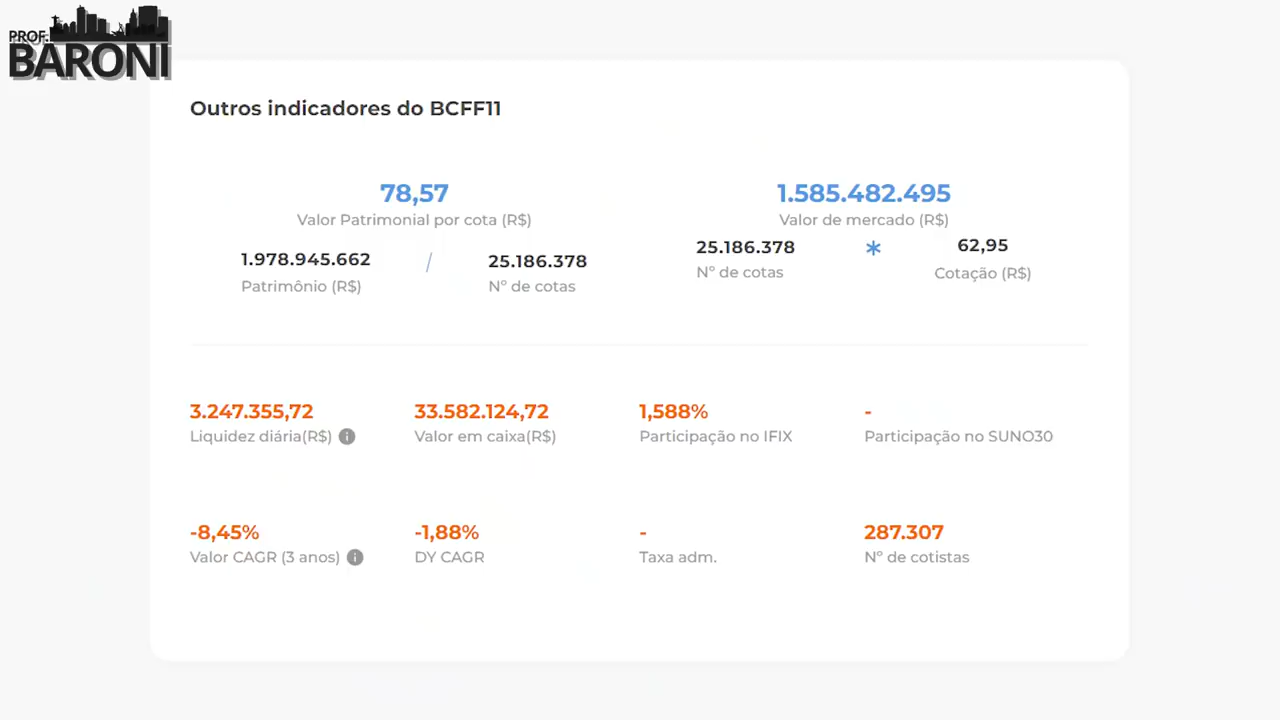 PROF.
BARONI
Outros indicadores do BCFF11
78,57
Valor Patrimonial por cota (R$)
1.978.945.662 / 25.186.378
Patrimônio (R$) Nº de cotas
1.585.482.495
Valor de mercado (R$)
25.186.378 * 62,95
Nº de cotas Cotação (R$)
3.247.355,72 33.582.124,72 1,588% -
Liquidez diária(R$) i Valor em caixa(R$) Participação no IFIX Participação no SUNO30
-8,45% -1,88% - 287.307
Valor CAGR (3 anos) i DY CAGR Taxa adm. Nº de cotistas